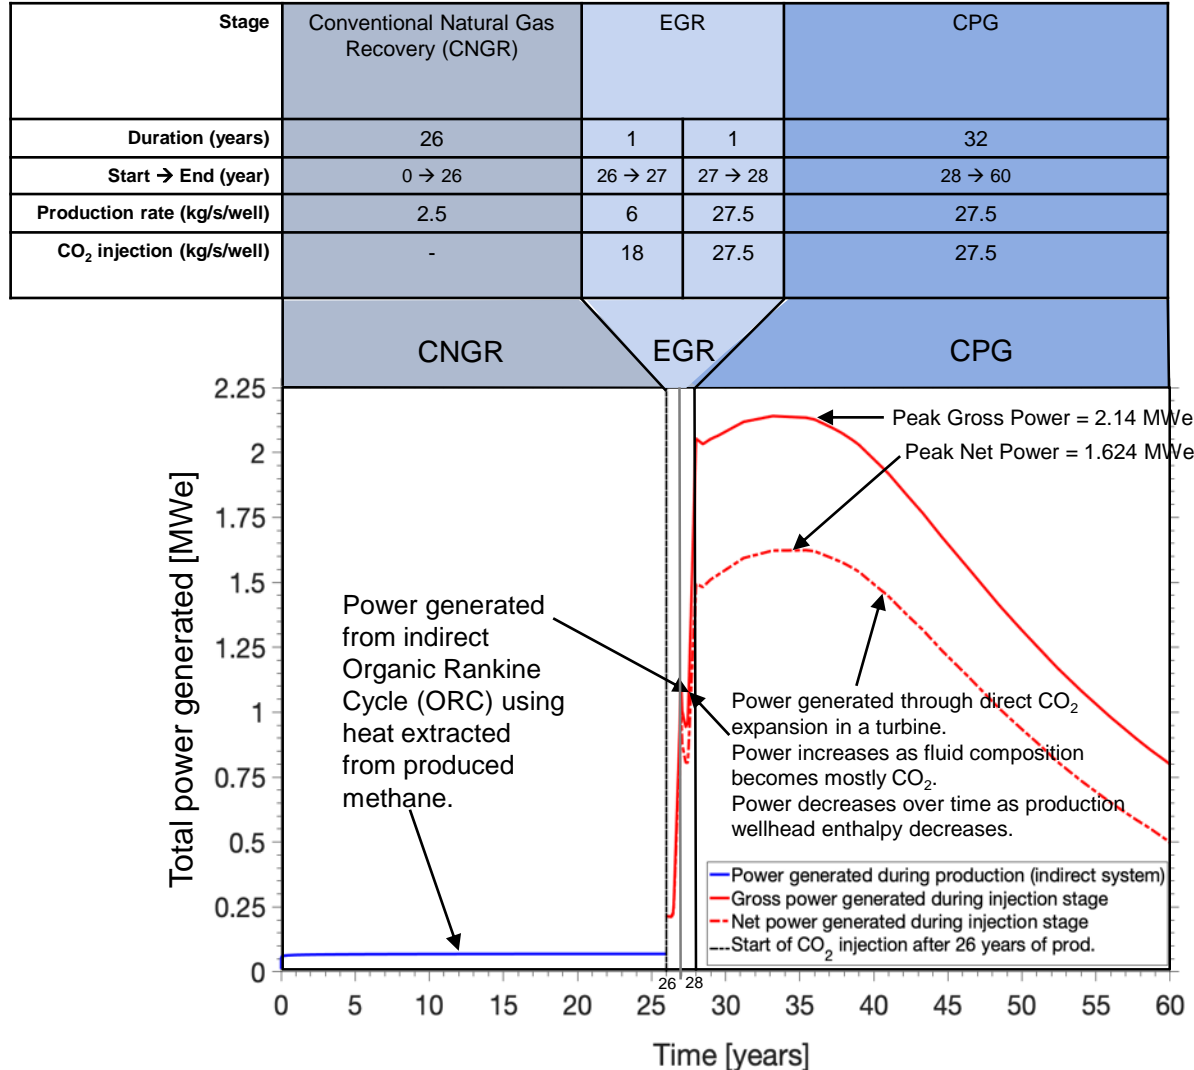 Stage
Conventional Natural Gas
Recovery (CNGR)
EGR
CPG
Duration (years)
26
1
1
32
Start → End (year)
0 → 26
26 → 27
27 → 28
28 → 60
Production rate (kg/s/well)
2.5
6
27.5
27.5
CO2 injection (kg/s/well)
-
18
27.5
27.5
CNGR
EGR
CPG
Total power generated [MWe]
2.25
2
1.75
1.5
1.25
1
0.75
0.5
0.25
0
Peak Gross Power = 2.14 MWe
Peak Net Power = 1.624 MWe
Power generated
from indirect
Organic Rankine
Cycle (ORC) using
heat extracted
from produced
methane.
Power generated through direct CO2
expansion in a turbine.
Power increases as fluid composition
becomes mostly CO2.
Power decreases over time as production
wellhead enthalpy decreases.
Power generated during production (indirect system)
Gross power generated during injection stage
Net power generated during injection stage
Start of CO2 injection after 26 years of prod.
26
28
0
5
10
15
20
25
30
35
40
45
50
55
60
Time [years]